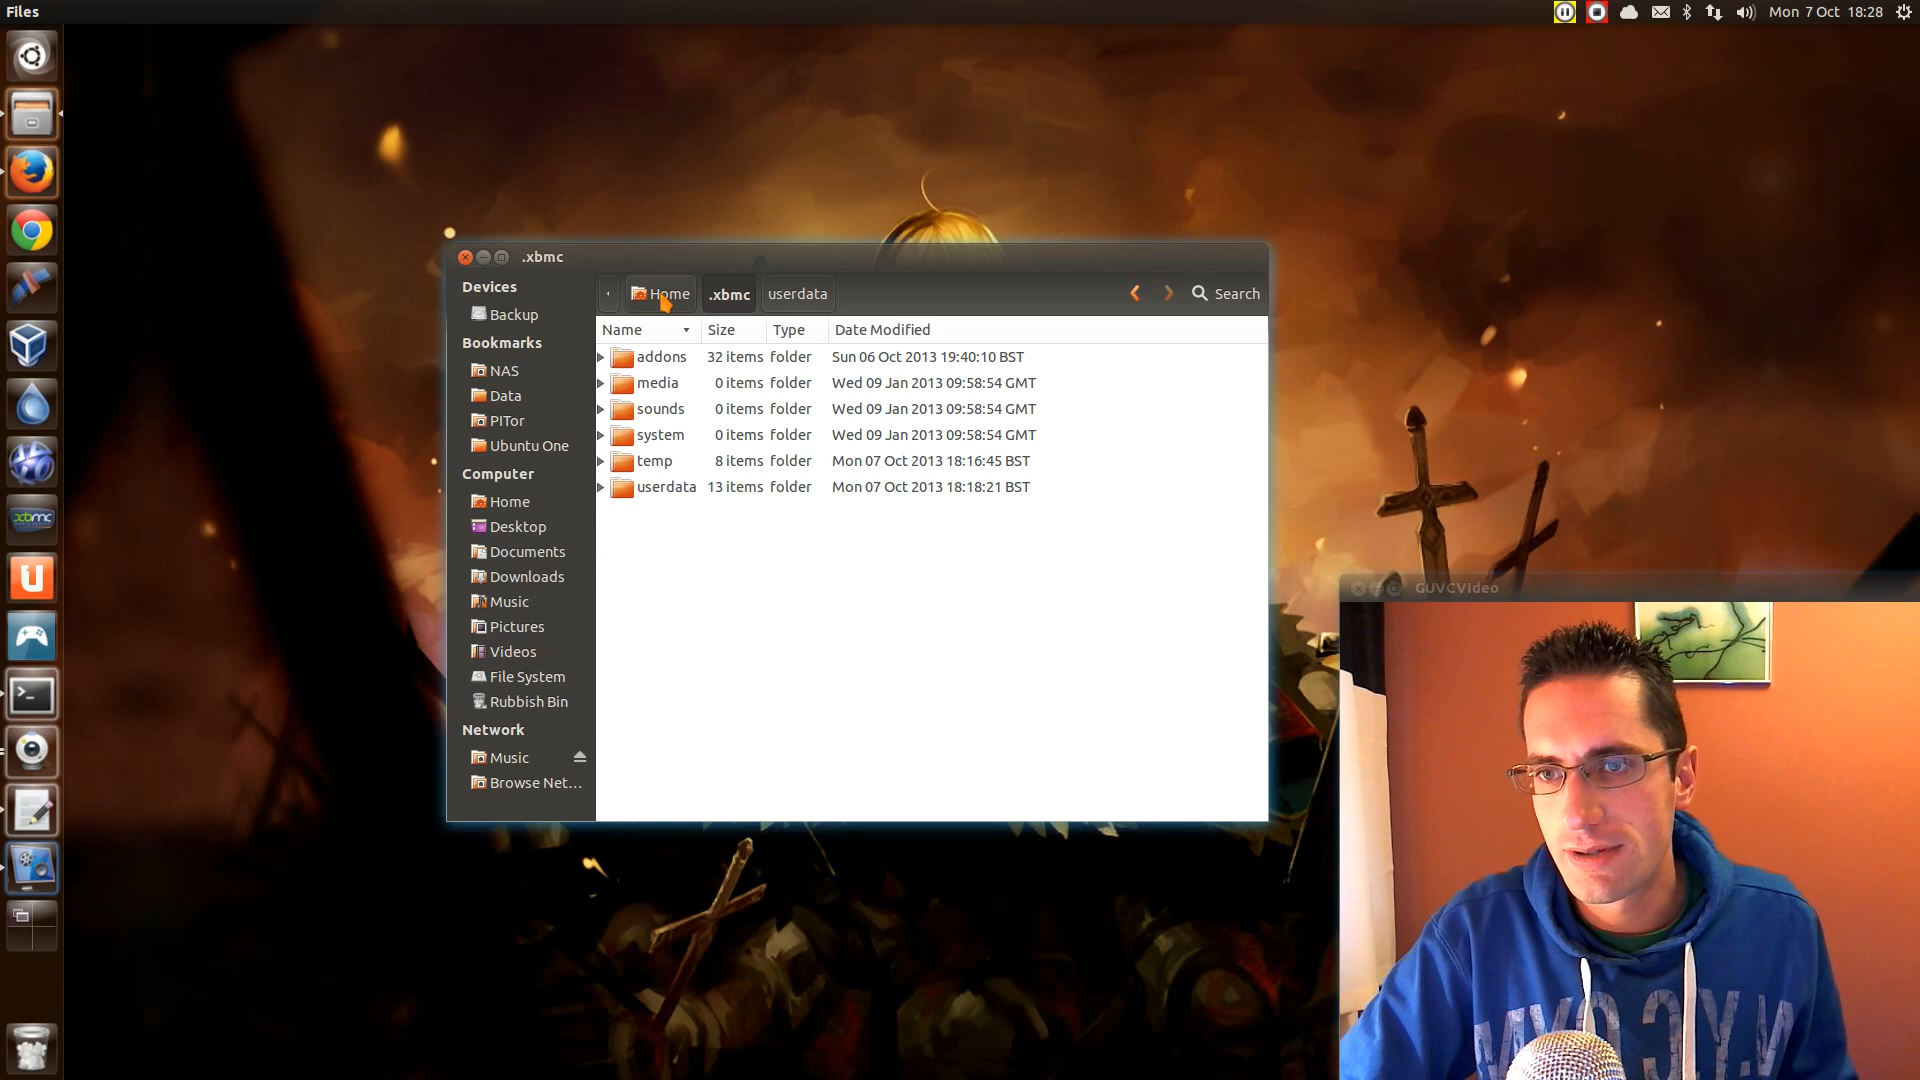 Files
Mon 7 Oct 18:28
.xbmc
Devices
Backup
Bookmarks
NAS
Data
PITor
Ubuntu One
Computer
Home
Desktop
Documents
Downloads
Music
Pictures
Videos
File System
Rubbish Bin
Network
Music
Browse Net...
Home .xbmc userdata Search
Name Size Type Date Modified
addons 32 items folder Sun 06 Oct 2013 19:40:10 BST
media 0 items folder Wed 09 Jan 2013 09:58:54 GMT
sounds 0 items folder Wed 09 Jan 2013 09:58:54 GMT
system 0 items folder Wed 09 Jan 2013 09:58:54 GMT
temp 8 items folder Mon 07 Oct 2013 18:16:45 BST
userdata 13 items folder Mon 07 Oct 2013 18:18:21 BST
xbmc
GUVCVideo